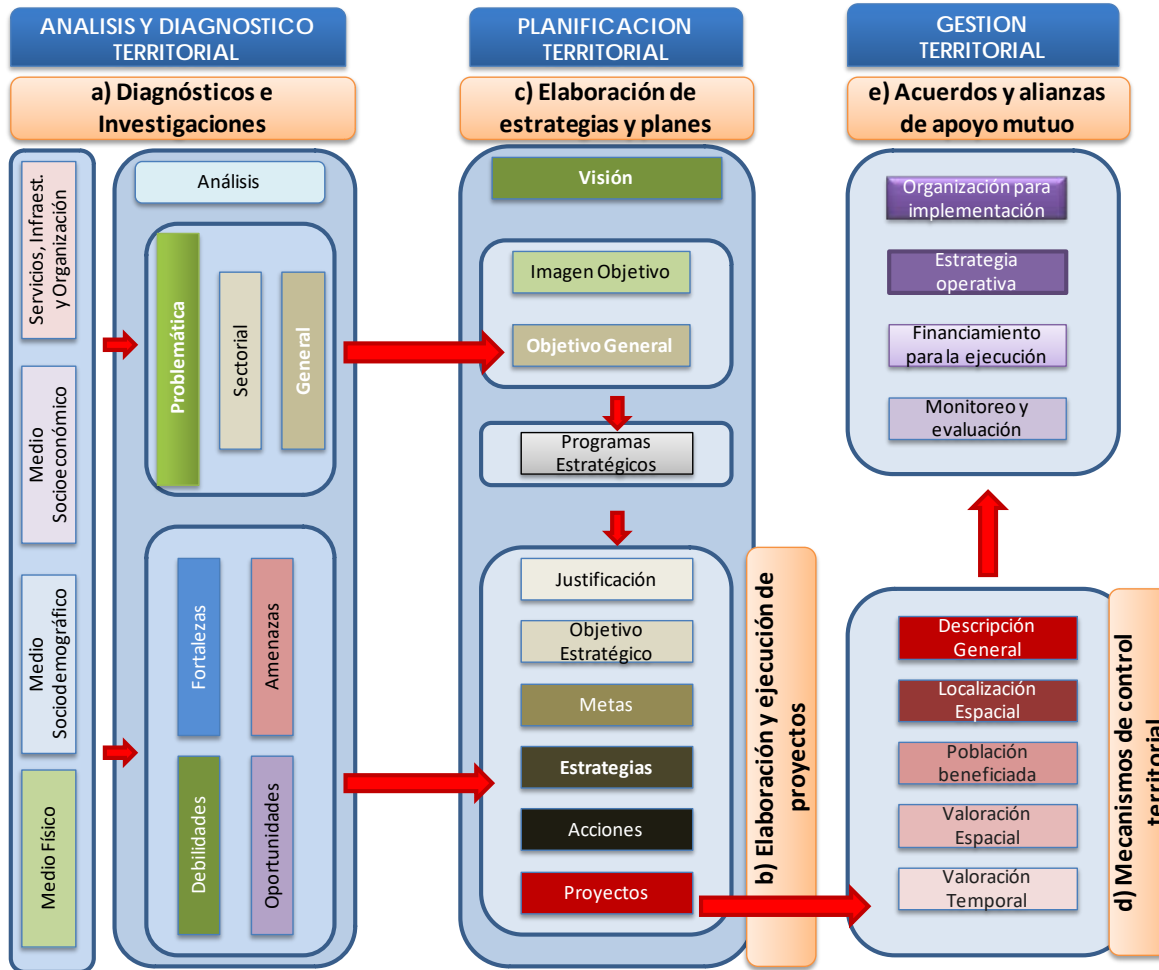 ANALISIS Y DIAGNOSTICO
TERRITORIAL
a) Diagnósticos e
Investigaciones
Servicios, Infraest.
y Organización
Medio
Socioeconómico
Medio
Sociodemográfico
Medio Físico
Análisis
Problemática
Sectorial
General
Fortalezas
Amenazas
Debilidades
Oportunidades
PLANIFICACION
TERRITORIAL
c) Elaboración de
estrategias y planes
Visión
Imagen Objetivo
Objetivo General
Programas
Estratégicos
Justificación
Objetivo
Estratégico
Metas
Estrategias
Acciones
Proyectos
b) Elaboración y ejecución de
proyectos
GESTION
TERRITORIAL
e) Acuerdos y alianzas
de apoyo mutuo
Organización para
implementación
Estrategia
operativa
Financiamiento
para la ejecución
Monitoreo y
evaluación
Descripción
General
Localización
Espacial
Población
beneficiada
Valoración
Espacial
Valoración
Temporal
d) Mecanismos de control
territorial